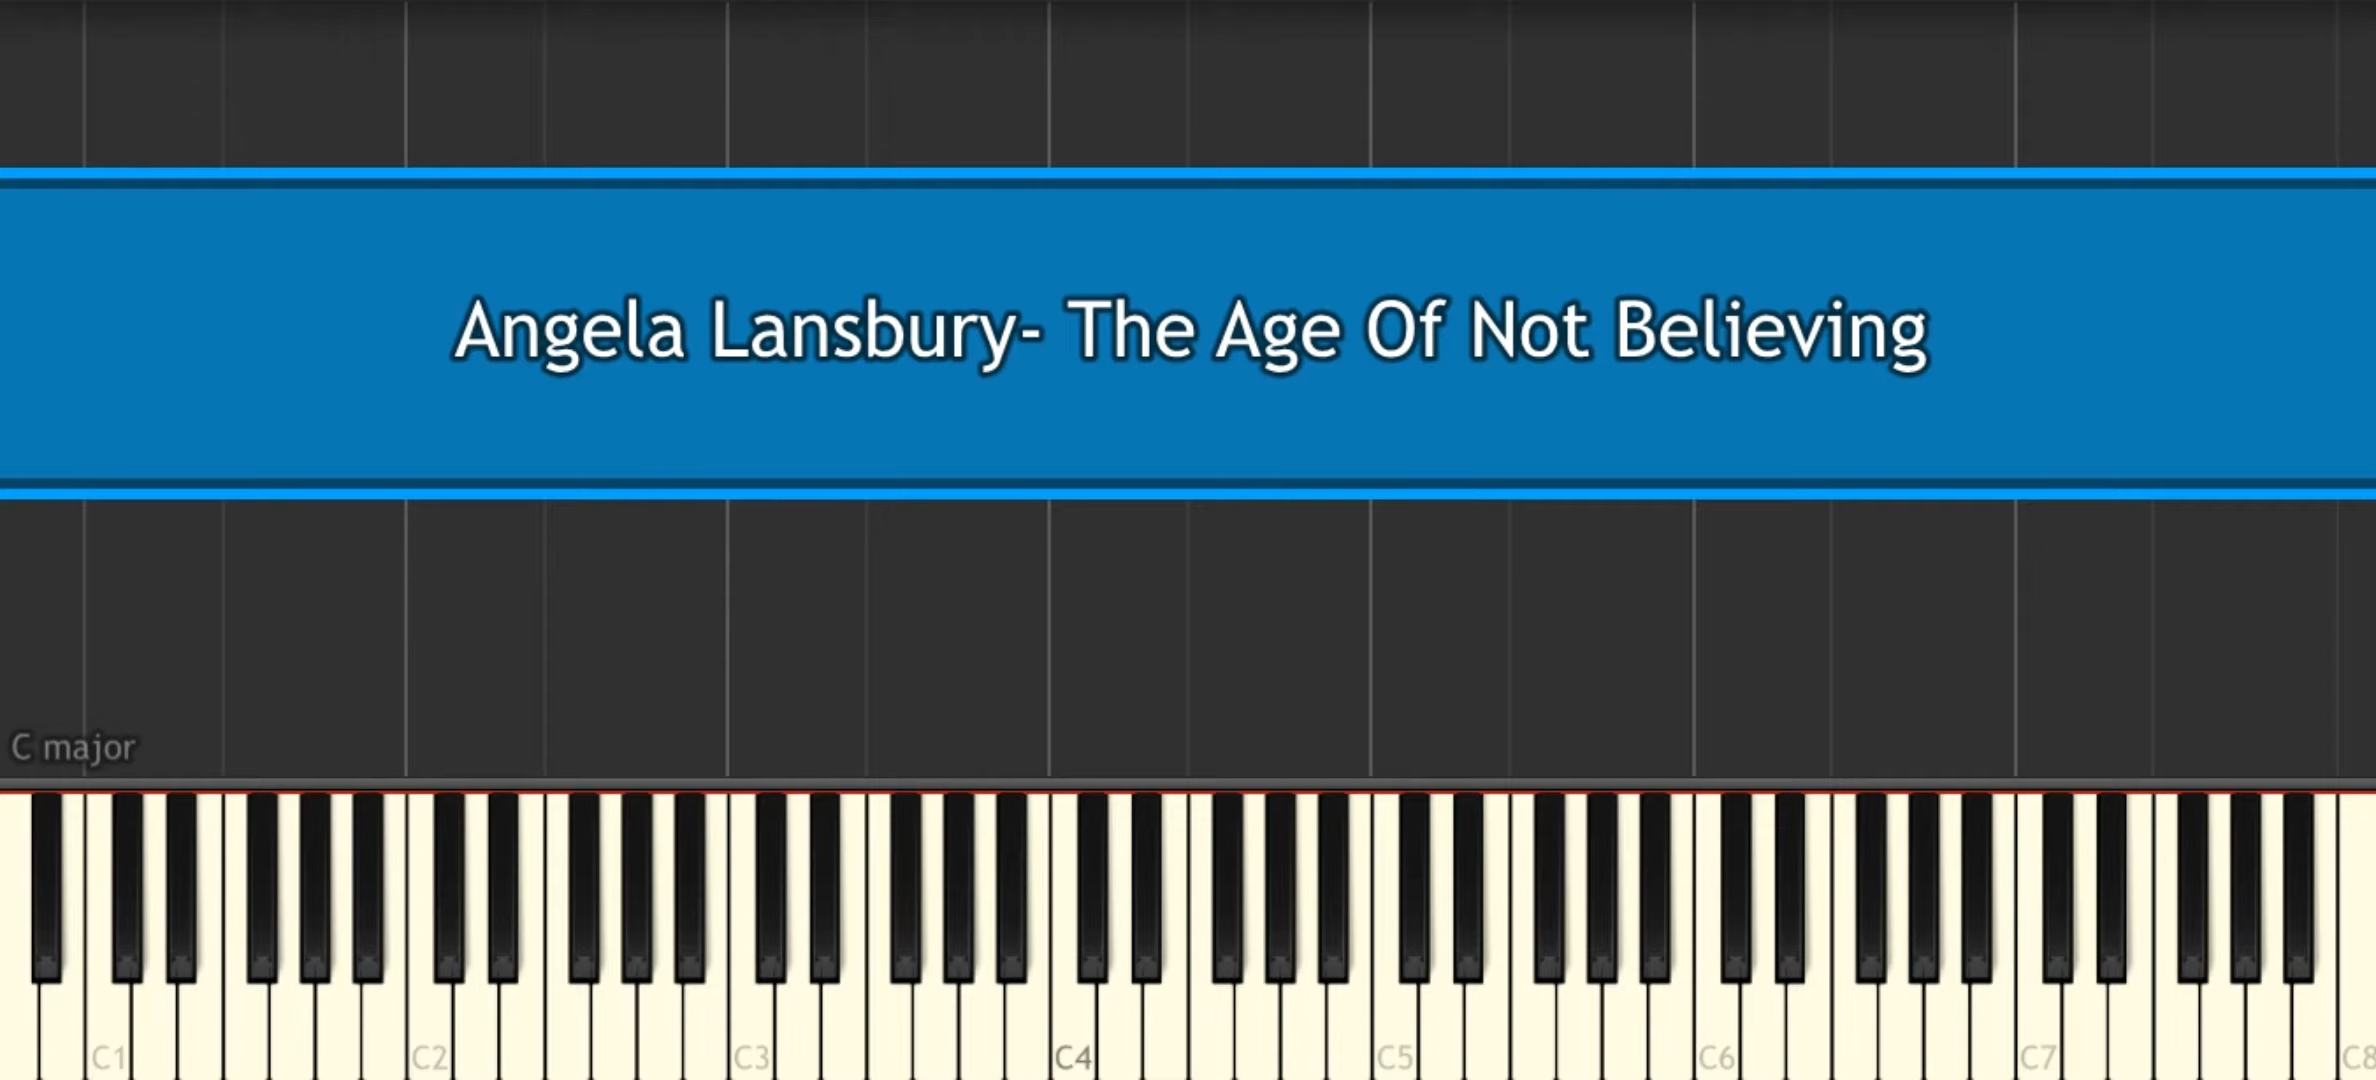 Angela Lansbury- The Age Of Not Believing
C major
C1 C2 C3 C4 C5 C6 C7 C8